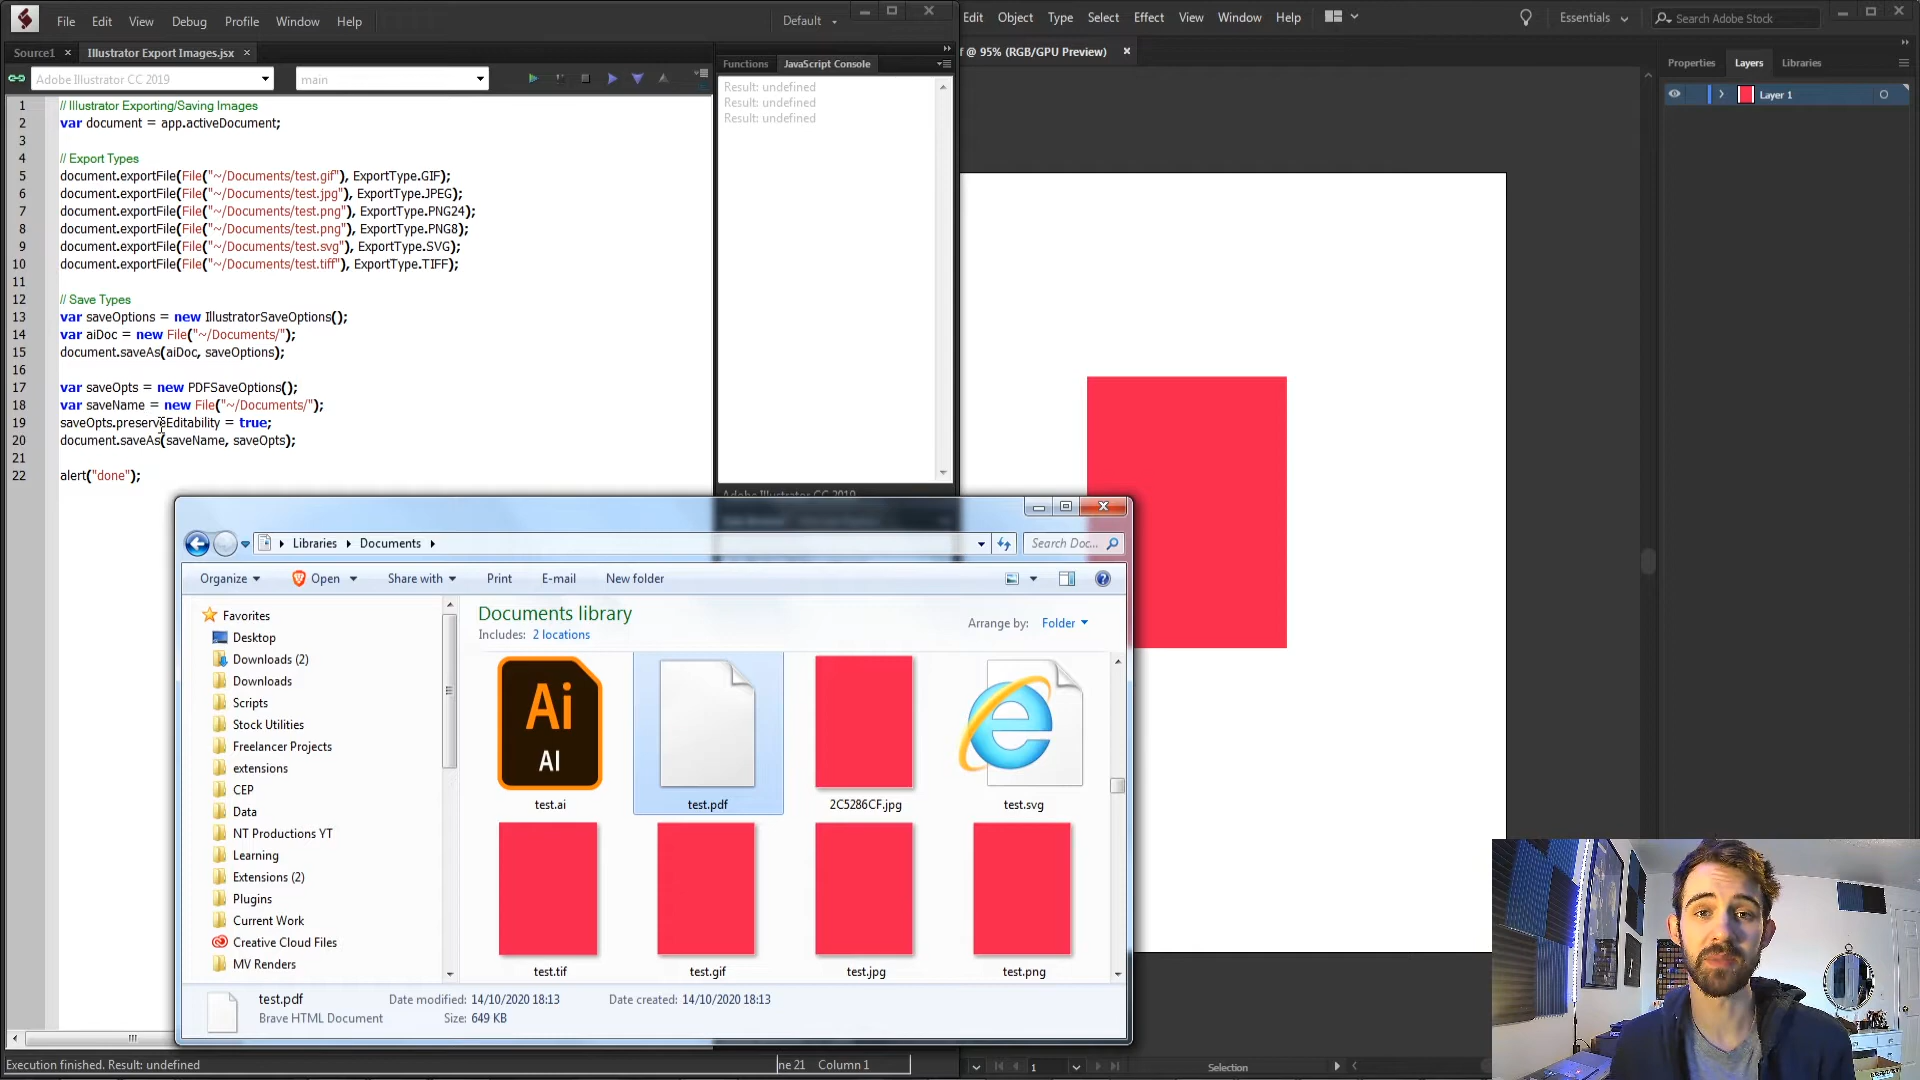 File Edit View Debug Profile Window Help
Default
Edit Object Type Select Effect View Window Help
Essentials
Search Adobe Stock
Source1 × Illustrator Export Images.jsx ×
Functions JavaScript Console
f @ 95% (RGB/GPU Preview) ×
Properties Layers Libraries
Adobe Illustrator CC 2019
main
Layer 1
Result: undefined
Result: undefined
Result: undefined
1 // Illustrator Exporting/Saving Images
2 var document = app.activeDocument;
3
4 // Export Types
5 document.exportFile(File("~/Documents/test.gif"), ExportType.GIF);
6 document.exportFile(File("~/Documents/test.jpg"), ExportType.JPEG);
7 document.exportFile(File("~/Documents/test.png"), ExportType.PNG24);
8 document.exportFile(File("~/Documents/test.png"), ExportType.PNG8);
9 document.exportFile(File("~/Documents/test.svg"), ExportType.SVG);
10 document.exportFile(File("~/Documents/test.tiff"), ExportType.TIFF);
11
12 // Save Types
13 var saveOptions = new IllustratorSaveOptions();
14 var aiDoc = new File("~/Documents/");
15 document.saveAs(aiDoc, saveOptions);
16
17 var saveOpts = new PDFSaveOptions();
18 var saveName = new File("~/Documents/");
19 saveOpts.preserveEditability = true;
20 document.saveAs(saveName, saveOpts);
21
22 alert("done");
Adobe Illustrator CC 2019
Libraries Documents
Search Doc...
Organize Open Share with Print E-mail New folder
Favorites
Desktop
Downloads (2)
Downloads
Scripts
Stock Utilities
Freelancer Projects
extensions
CEP
Data
NT Productions YT
Learning
Extensions (2)
Plugins
Current Work
Creative Cloud Files
MV Renders
Documents library
Includes: 2 locations
Arrange by: Folder
Ai
AI
test.ai test.pdf 2C5286CF.jpg test.svg
test.tif test.gif test.jpg test.png
test.pdf Date modified: 14/10/2020 18:13 Date created: 14/10/2020 18:13
Brave HTML Document Size: 649 KB
Execution finished. Result: undefined
ne 21 Column 1
1
Selection